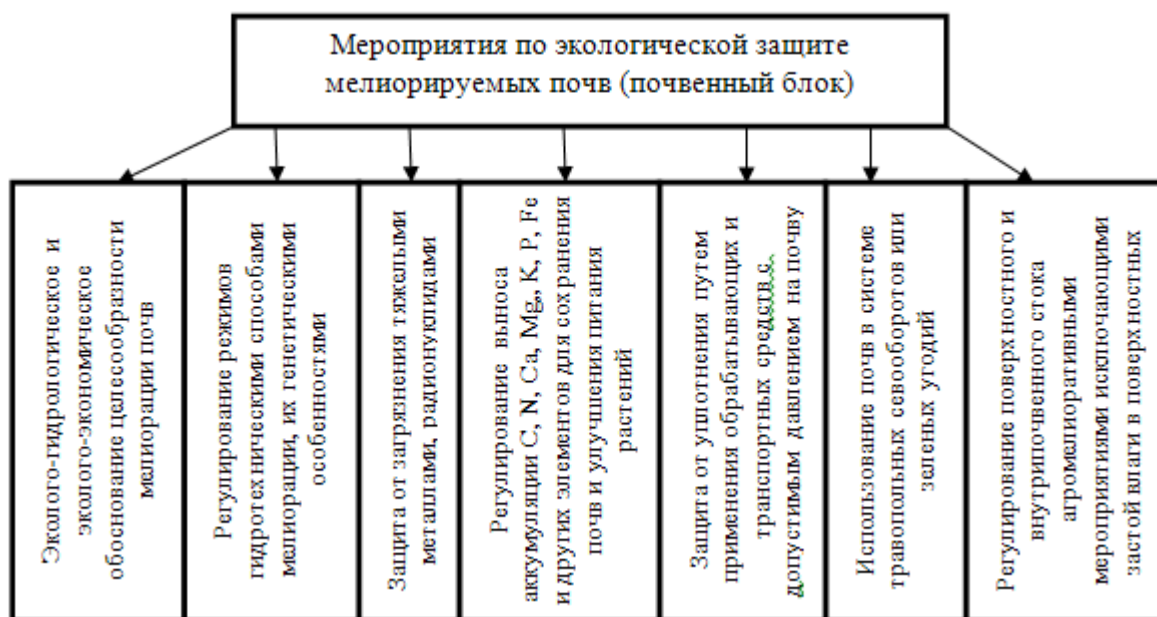 Мероприятия по экологической защите
мелиорируемых почв (почвенный блок)
Эколого-гидрологическое и
эколого-экономическое
обоснование целесообразности
мелиорации почв
Регулирование режимов
гидротехническими способами
мелиорации, их генетическими
особенностями
Защита от загрязнения тяжелыми
металлами, радионуклидами
Регулирование выноса
аккумуляции C, N, Ca, Mg, K, P, Fe
и других элементов для сохранения
почв и улучшения питания
растений
Защита от уплотнения путем
применения обрабатывающих и
транспортных средств с
допустимым давлением на почву
Использование почв в системе
травопольных севооборотов или
зеленых угодий
Регулирование поверхностного и
внутрипочвенного стока
агромелиоративными
мероприятиями исключающими
застой влаги в поверхностных